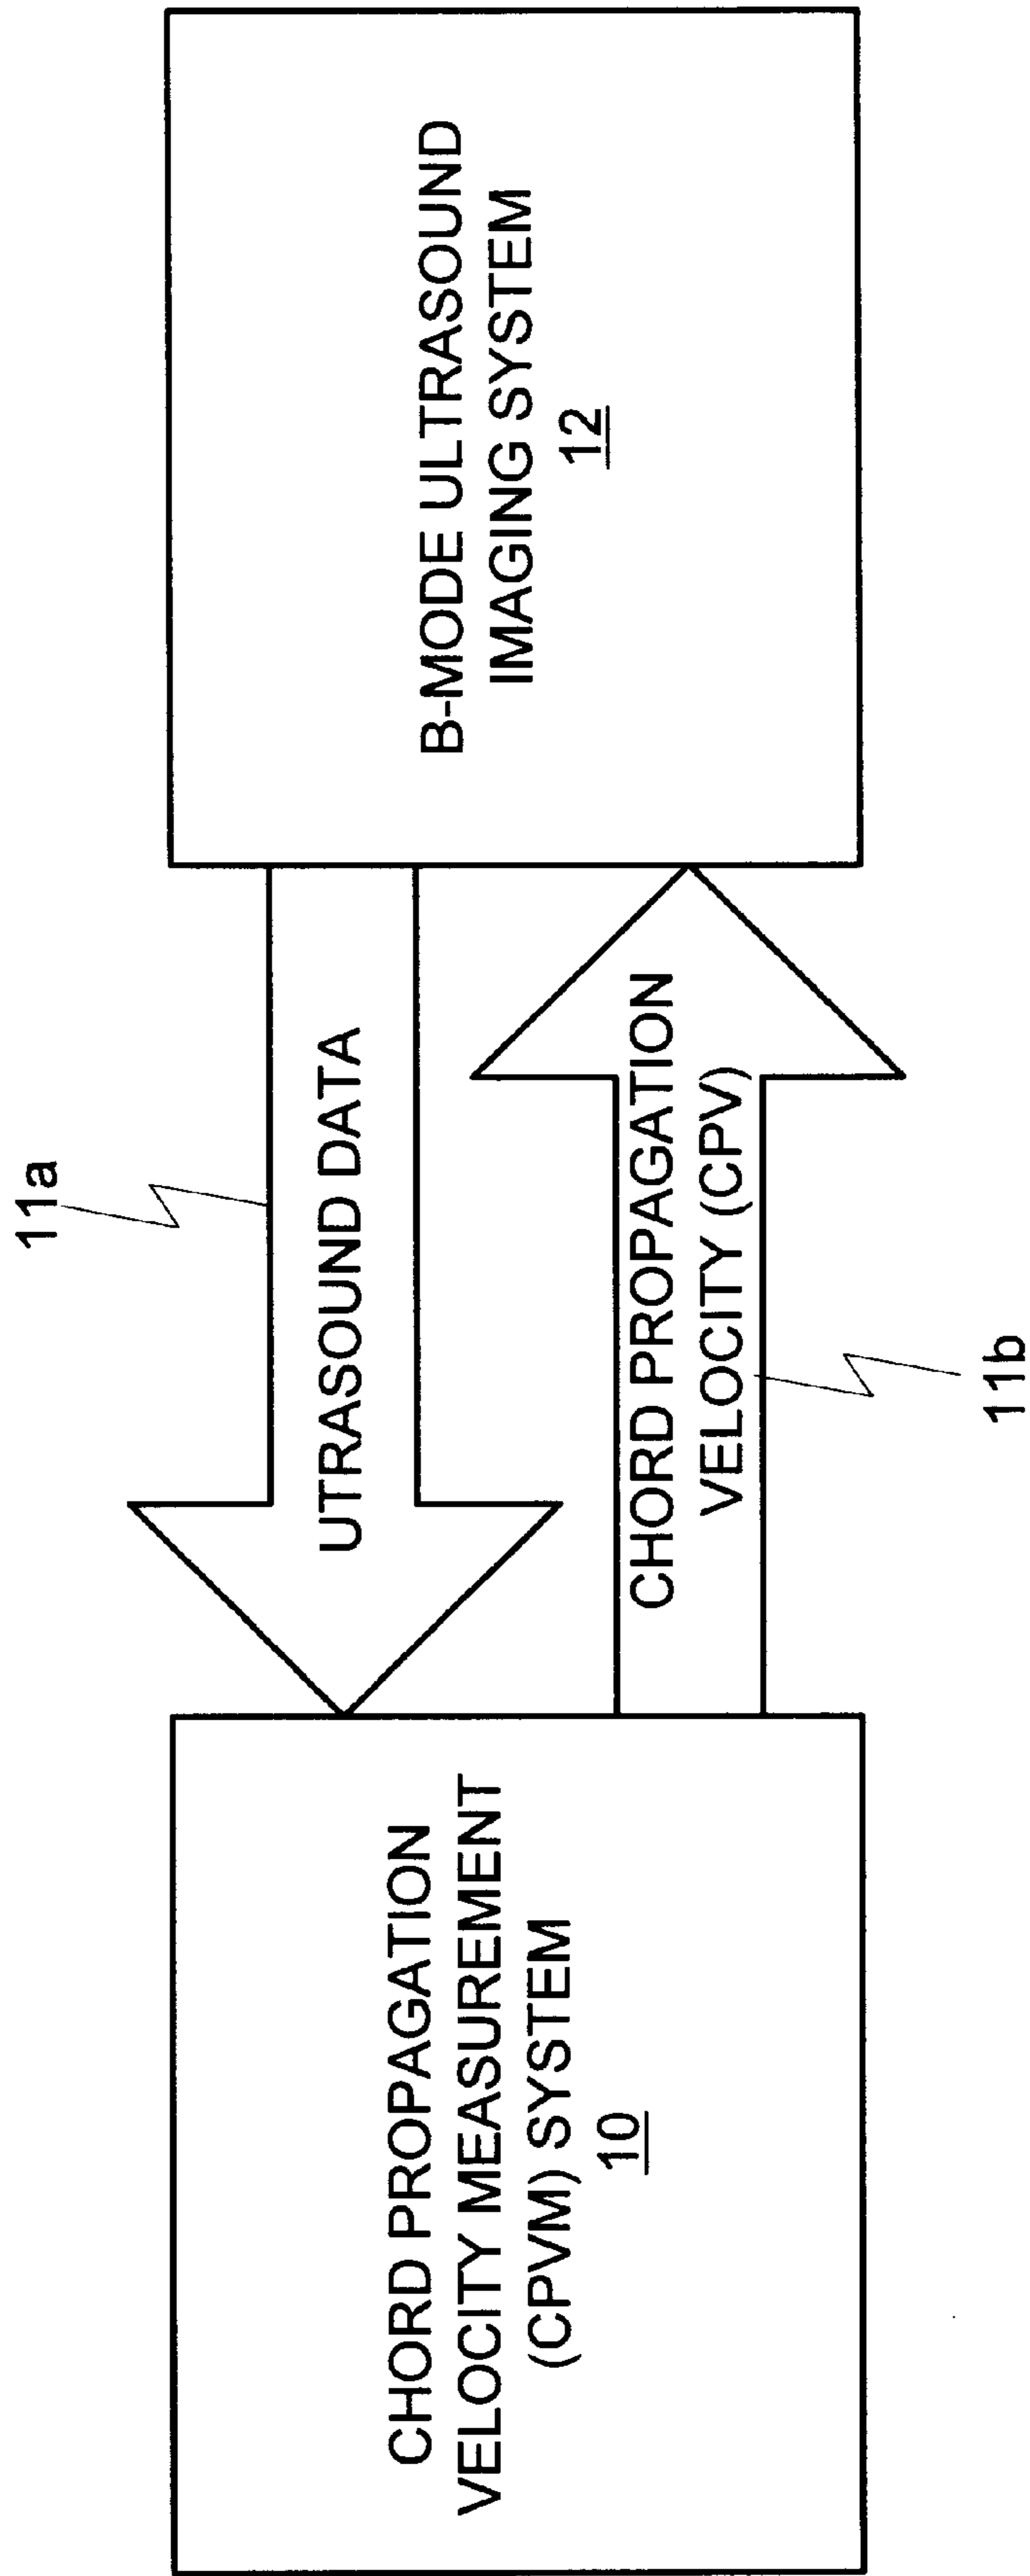 11a
CHORD PROPAGATION
VELOCITY MEASUREMENT
(CPVM) SYSTEM
10
UTRASOUND DATA
B-MODE ULTRASOUND
IMAGING SYSTEM
12
CHORD PROPAGATION
VELOCITY (CPV)
11b